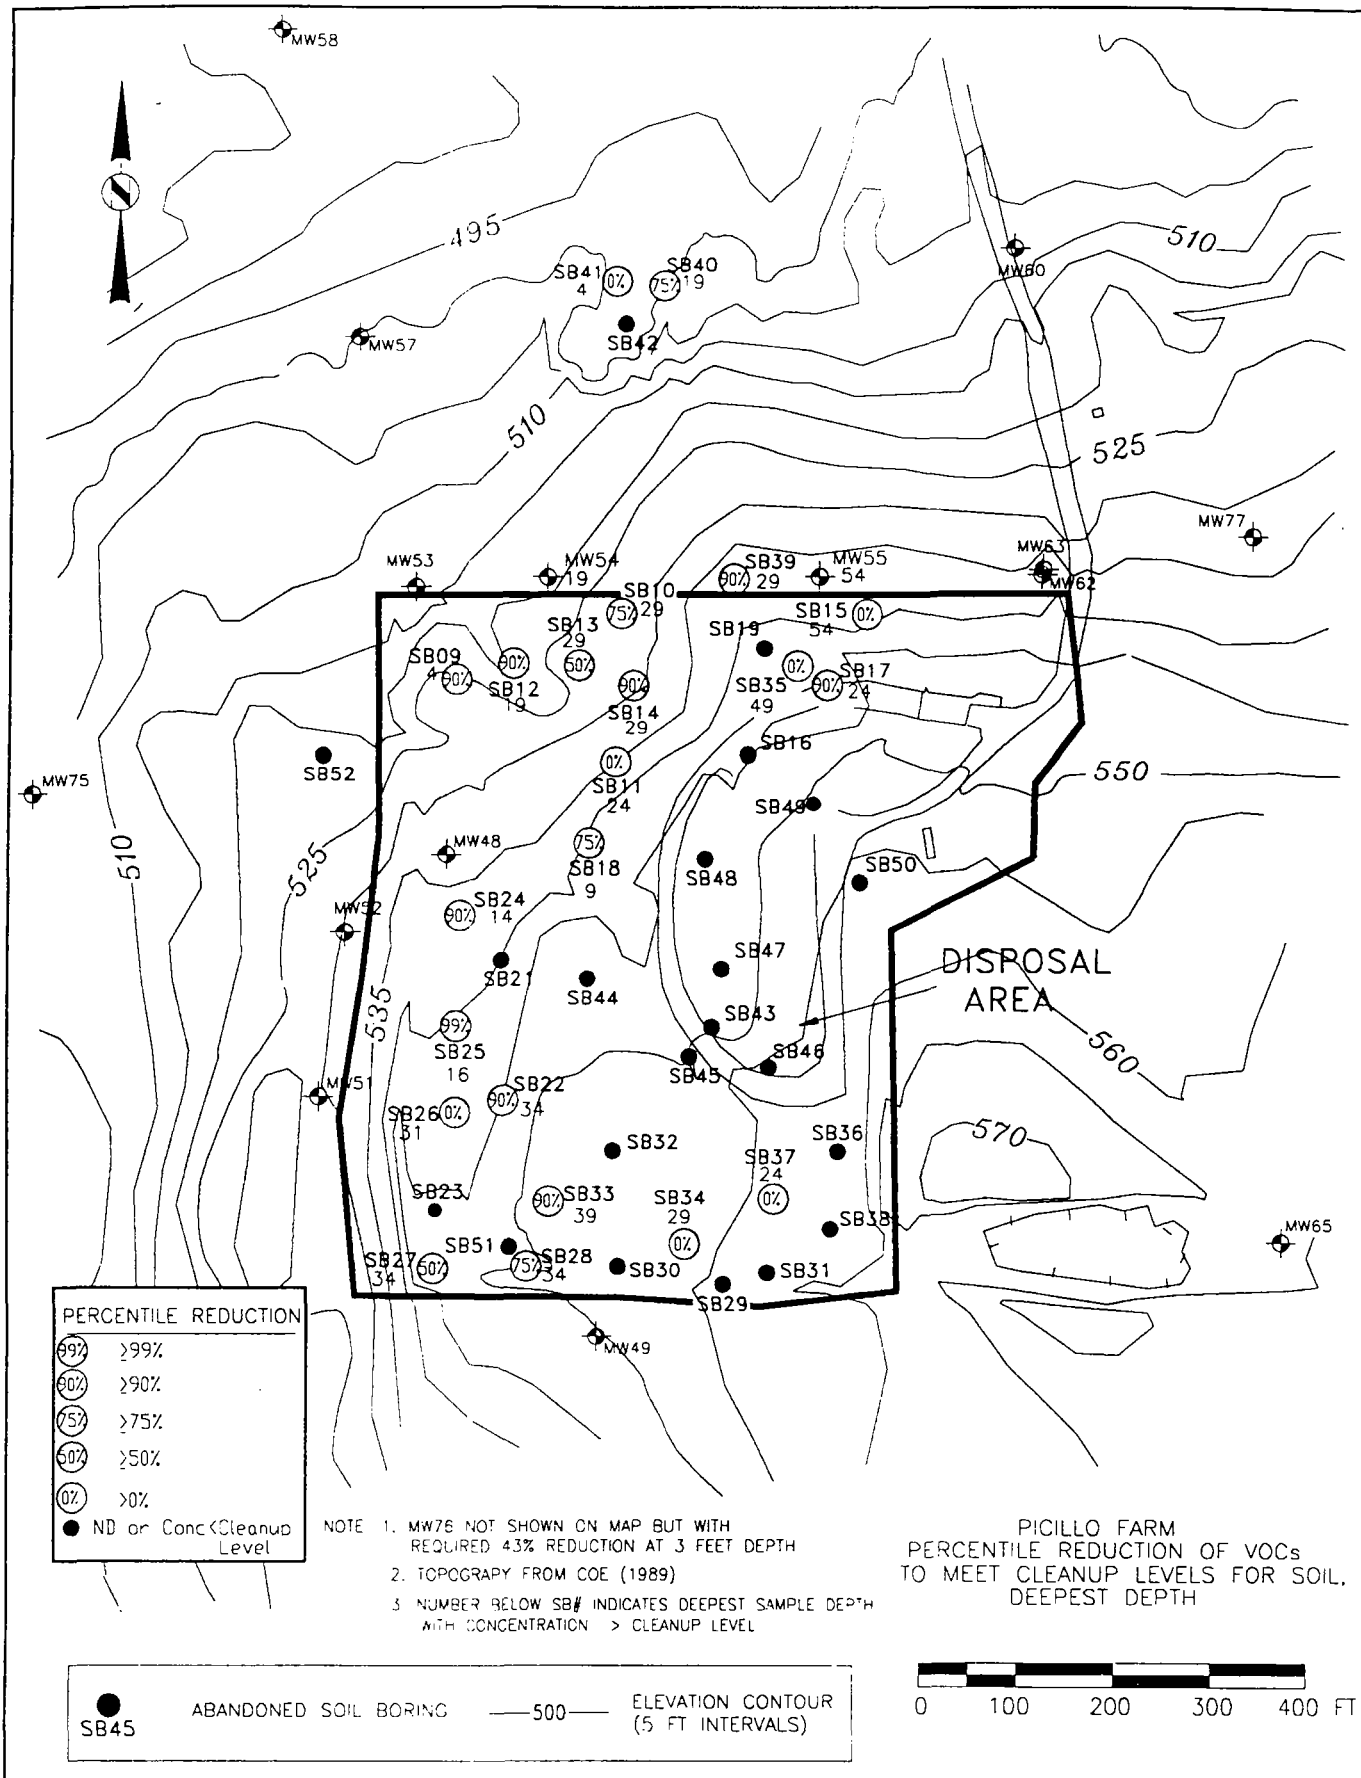 MW58
495
510
SB41
4
0%
SB40
75%
19
MW60
SB42
MW57
510
525
MW77
MW53
MW54
19
SB39
90%
29
MW55
54
MW63
MW62
SB10
75%
29
SB13
29
50%
SB15
54
0%
SB19
SB09
4
90%
90%
SB12
19
90%
SB14
29
0%
SB35
49
90%
SB17
24
SB52
SB16
MW75
0%
SB11
24
550
SB49
510
525
MW48
75%
SB18
9
SB48
SB50
MW52
SB24
90%
14
SB21
SB44
SB47
DISPOSAL
AREA
535
99%
SB25
16
SB43
SB45
SB46
560
MW51
SB22
90%
34
SB26
31
0%
570
SB32
SB36
SB37
24
0%
SB23
90%
SB33
39
SB34
29
0%
SB38
MW65
SB51
SB27
34
50%
75%
SB28
34
SB30
SB31
SB29
MW49
PERCENTILE REDUCTION
99% ≥99%
90% ≥90%
75% ≥75%
50% ≥50%
0% >0%
ND or Conc<Cleanup
Level
NOTE 1. MW76 NOT SHOWN ON MAP BUT WITH
REQUIRED 43% REDUCTION AT 3 FEET DEPTH
2. TOPOGRAPY FROM COE (1989)
3 NUMBER BELOW SB# INDICATES DEEPEST SAMPLE DEPTH
WITH CONCENTRATION > CLEANUP LEVEL
PICILLO FARM
PERCENTILE REDUCTION OF VOCs
TO MEET CLEANUP LEVELS FOR SOIL,
DEEPEST DEPTH
SB45
ABANDONED SOIL BORING
500
ELEVATION CONTOUR
(5 FT INTERVALS)
0 100 200 300 400 FT